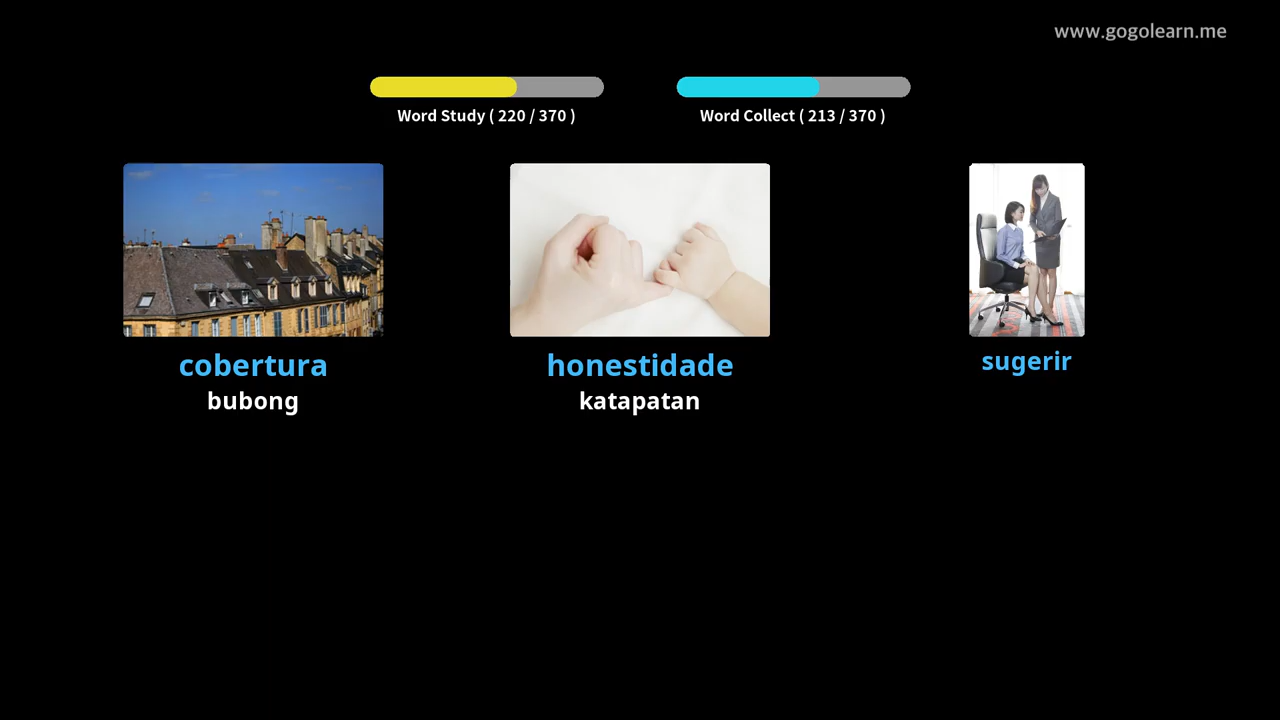 www.gogolearn.me
Word Study ( 220 / 370 )
Word Collect ( 213 / 370 )
cobertura
bubong
honestidade
katapatan
sugerir